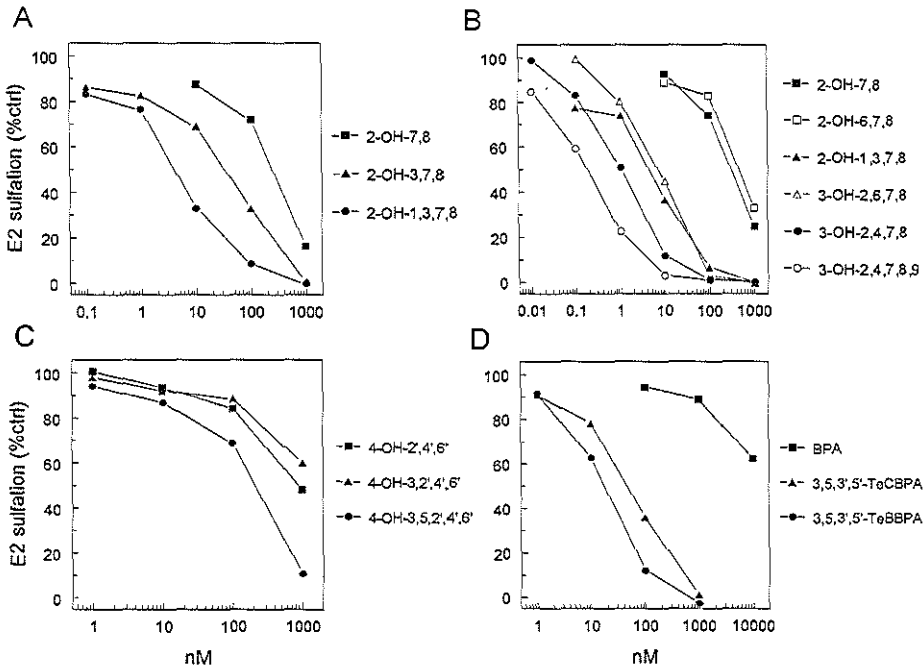 A
E2 sulfation (%ctrl)
100
80
60
40
20
0
0.1 1 10 100 1000
2-OH-7,8
2-OH-3,7,8
2-OH-1,3,7,8
B
100
80
60
40
20
0
0.01 0.1 1 10 100 1000
2-OH-7,8
2-OH-6,7,8
2-OH-1,3,7,8
3-OH-2,6,7,8
3-OH-2,4,7,8
3-OH-2,4,7,8,9
C
E2 sulfation (%ctrl)
100
80
60
40
20
0
1 10 100 1000
nM
4-OH-2',4',6'
4-OH-3,2',4',6'
4-OH-3,5,2',4',6'
D
100
80
60
40
20
0
1 10 100 1000 10000
nM
BPA
3,5,3',5'-TeCBPA
3,5,3',5'-TeBBPA